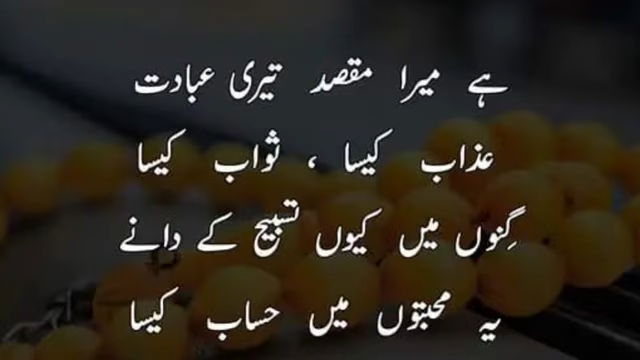 ہے میرا مقصد تیری عبادت
عذاب کیسا ، ثواب کیسا
گِنوں میں کیوں تسبیح کے دانے
یہ محبتوں میں حساب کیسا